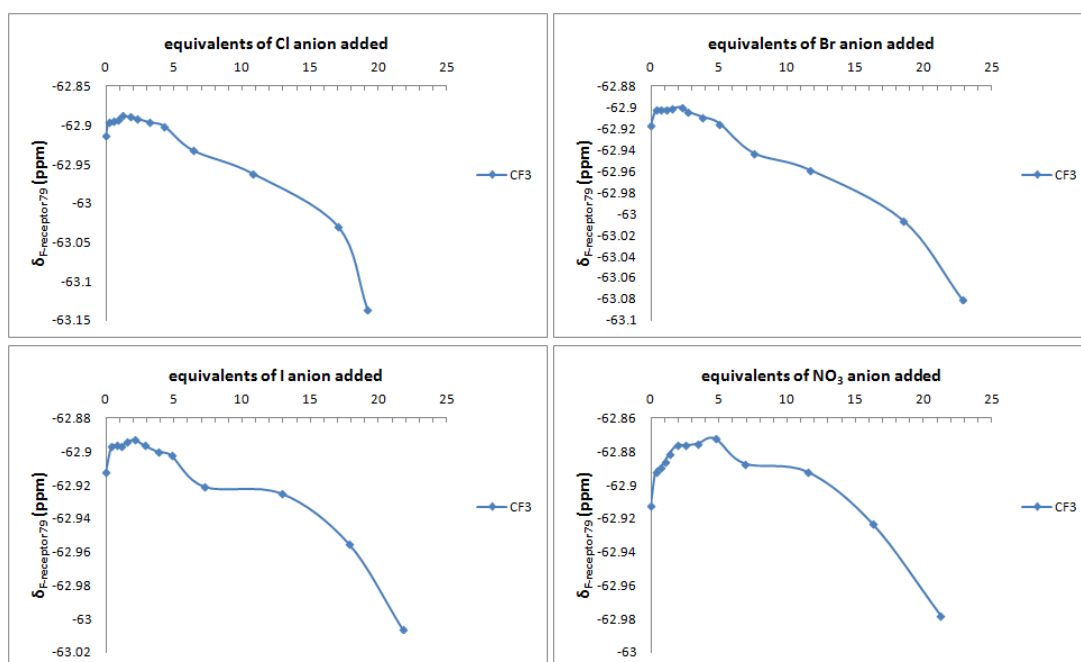 equivalents of Cl anion added
0 5 10 15 20 25
-62.85
-62.9
-62.95
-63
-63.05
-63.1
-63.15
δF-receptor79 (ppm)
CF3
equivalents of Br anion added
0 5 10 15 20 25
-62.88
-62.9
-62.92
-62.94
-62.96
-62.98
-63
-63.02
-63.04
-63.06
-63.08
-63.1
δF-receptor79 (ppm)
CF3
equivalents of I anion added
0 5 10 15 20 25
-62.88
-62.9
-62.92
-62.94
-62.96
-62.98
-63
-63.02
δF-receptor79 (ppm)
CF3
equivalents of NO₃ anion added
0 5 10 15 20 25
-62.86
-62.88
-62.9
-62.92
-62.94
-62.96
-62.98
-63
δF-receptor79 (ppm)
CF3